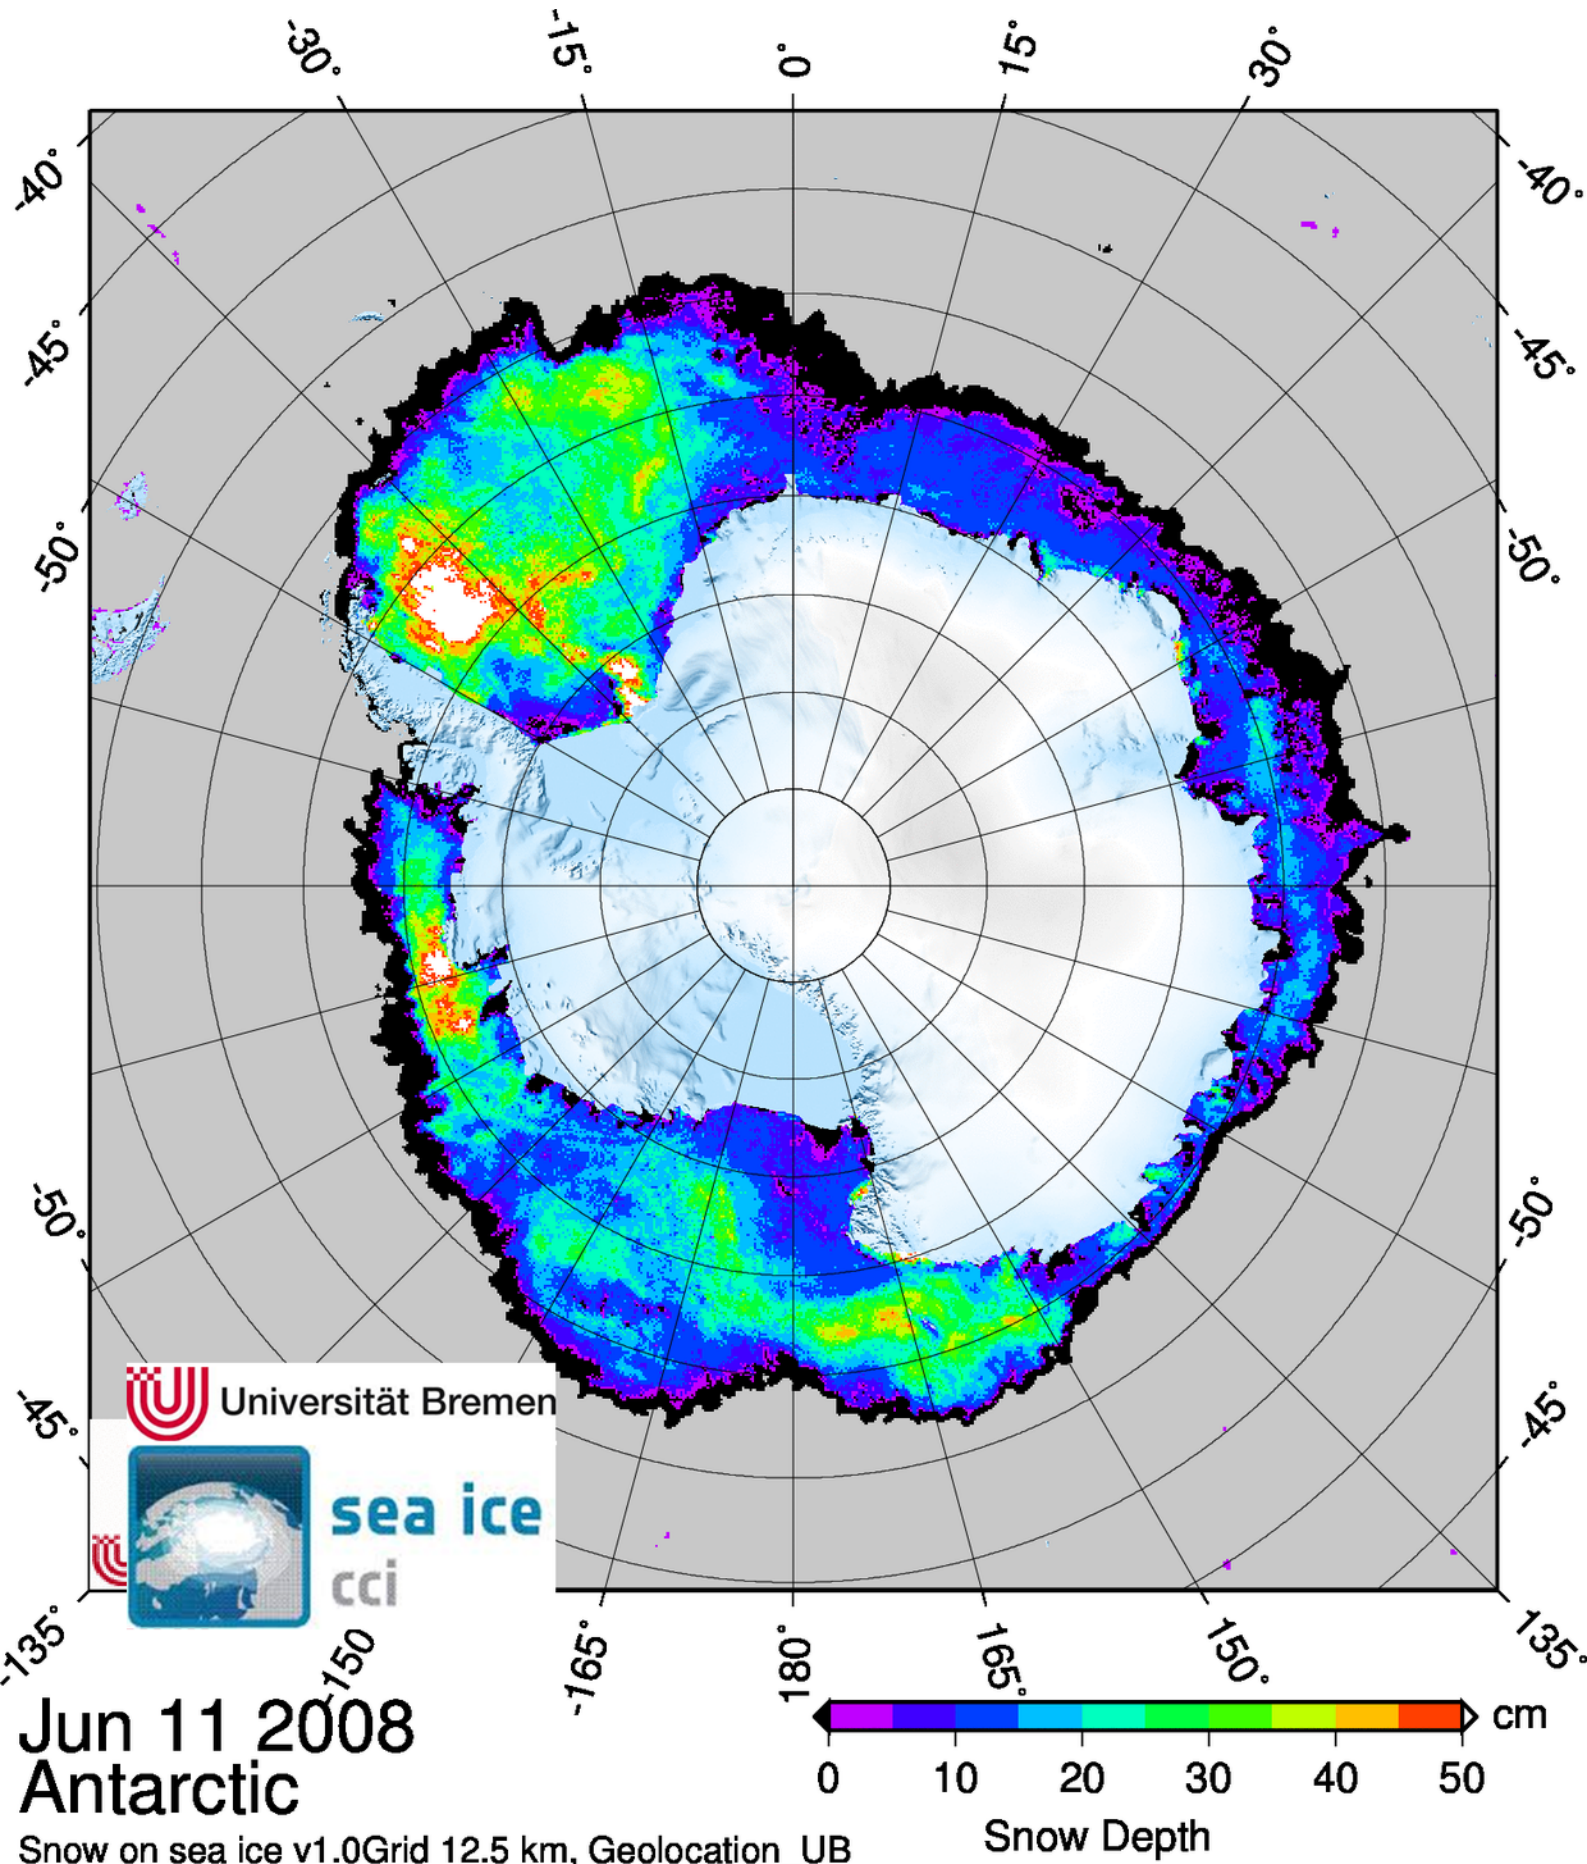 -30°
-15°
0°
15°
30°
-40°
-40°
-45°
-45°
-50°
-50°
-50°
-50°
-45°
-45°
Universität Bremen
sea ice
cci
-135°
-150
-165°
180°
165°
150°
135°
Jun 11 2008
Antarctic
Snow on sea ice v1.0Grid 12.5 km, Geolocation UB
cm
0 10 20 30 40 50
Snow Depth